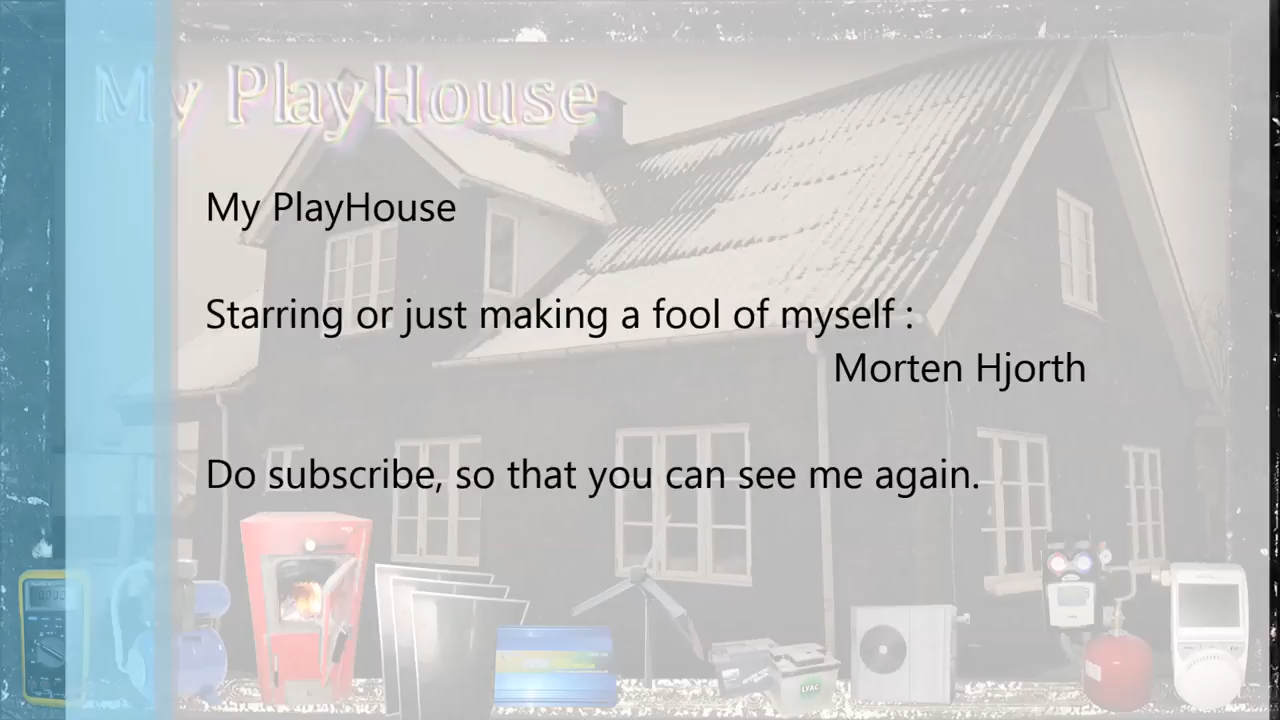 My PlayHouse
My PlayHouse
Starring or just making a fool of myself :
Morten Hjorth
Do subscribe, so that you can see me again.
LYAC